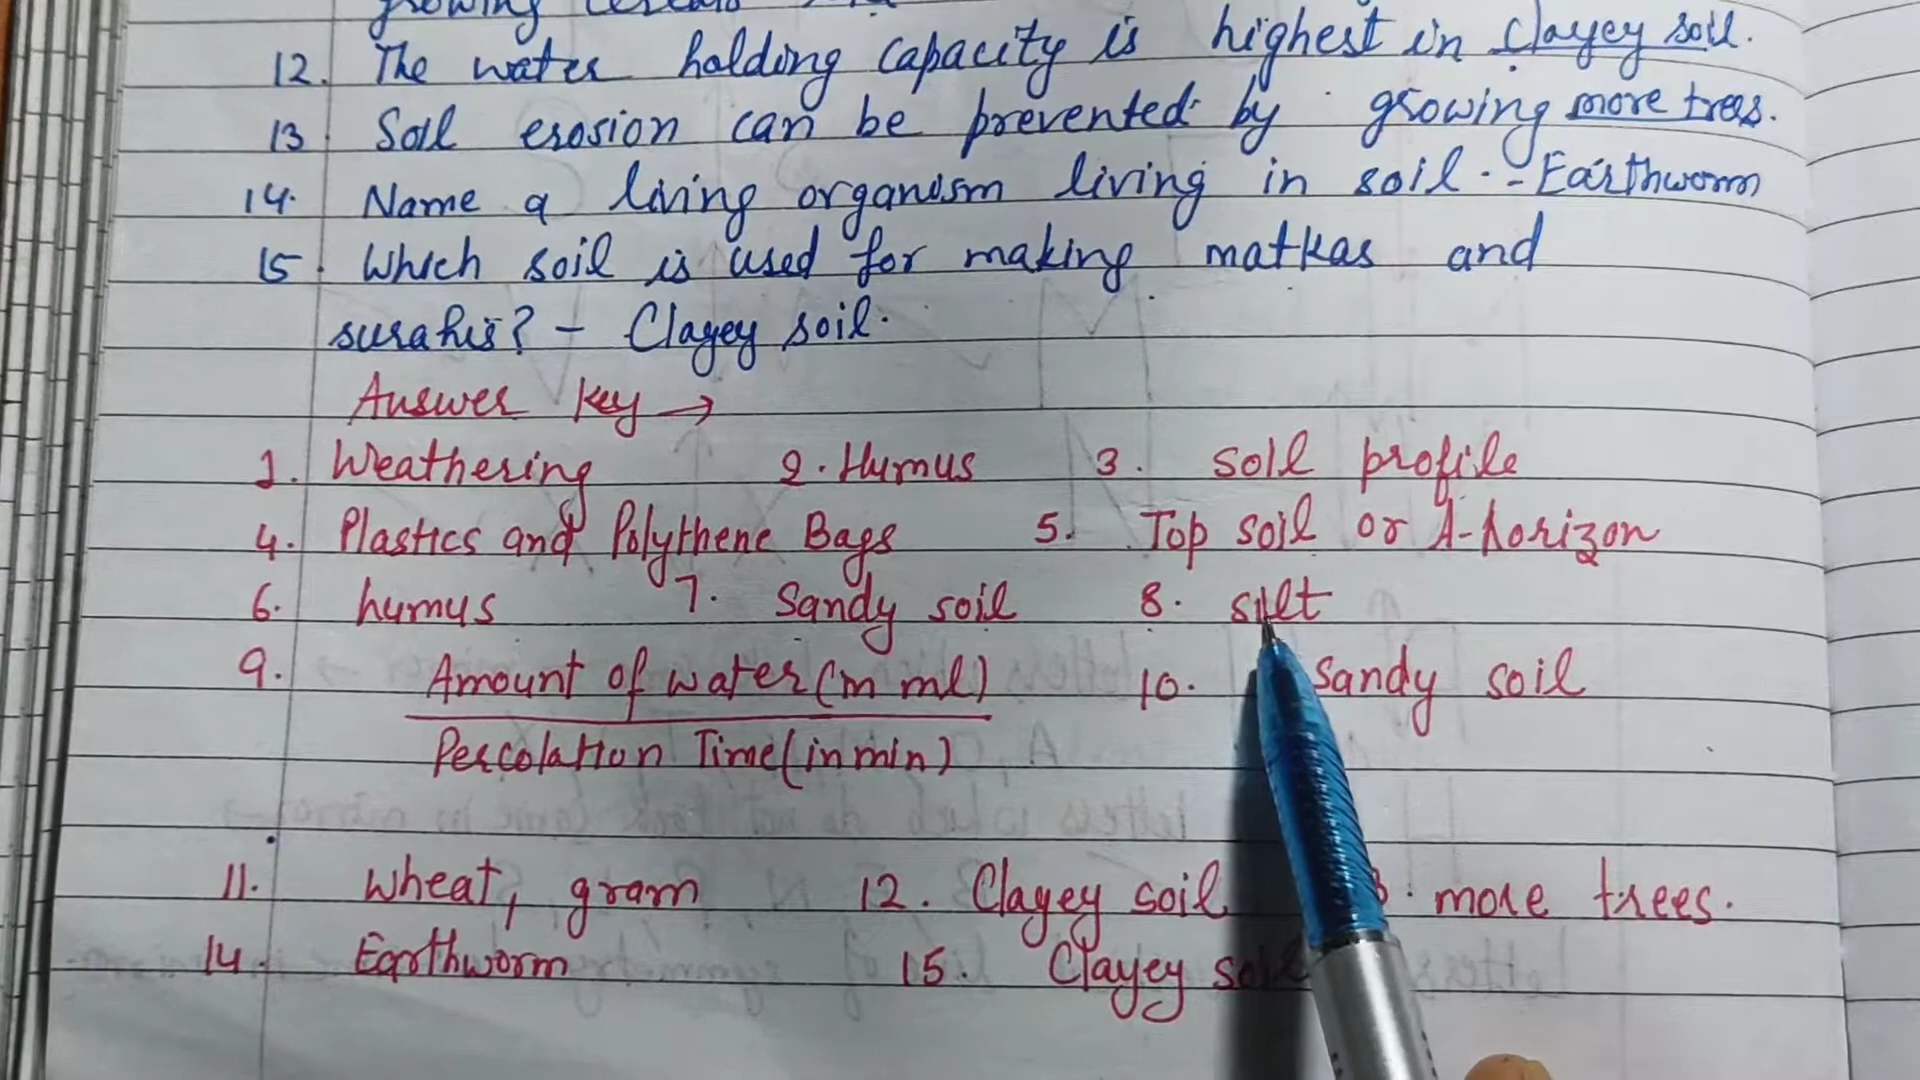 growing cereals
12. The water holding capacity is highest in clayey soil.
13. Soil erosion can be prevented by growing more trees.
14. Name a living organism living in soil. - Earthworm
15. Which soil is used for making matkas and
surahis? - Clayey soil.
Answer key →
1. Weathering 2. Humus 3. soil profile
4. Plastics and Polythene Bags 5. Top soil or A-horizon
6. humus 7. Sandy soil 8. silt
9. Amount of water (in ml) 10. Sandy soil
Percolation Time (in min)
11. wheat, gram 12. Clayey soil 3. more trees.
14. Earthworm 15. Clayey soil